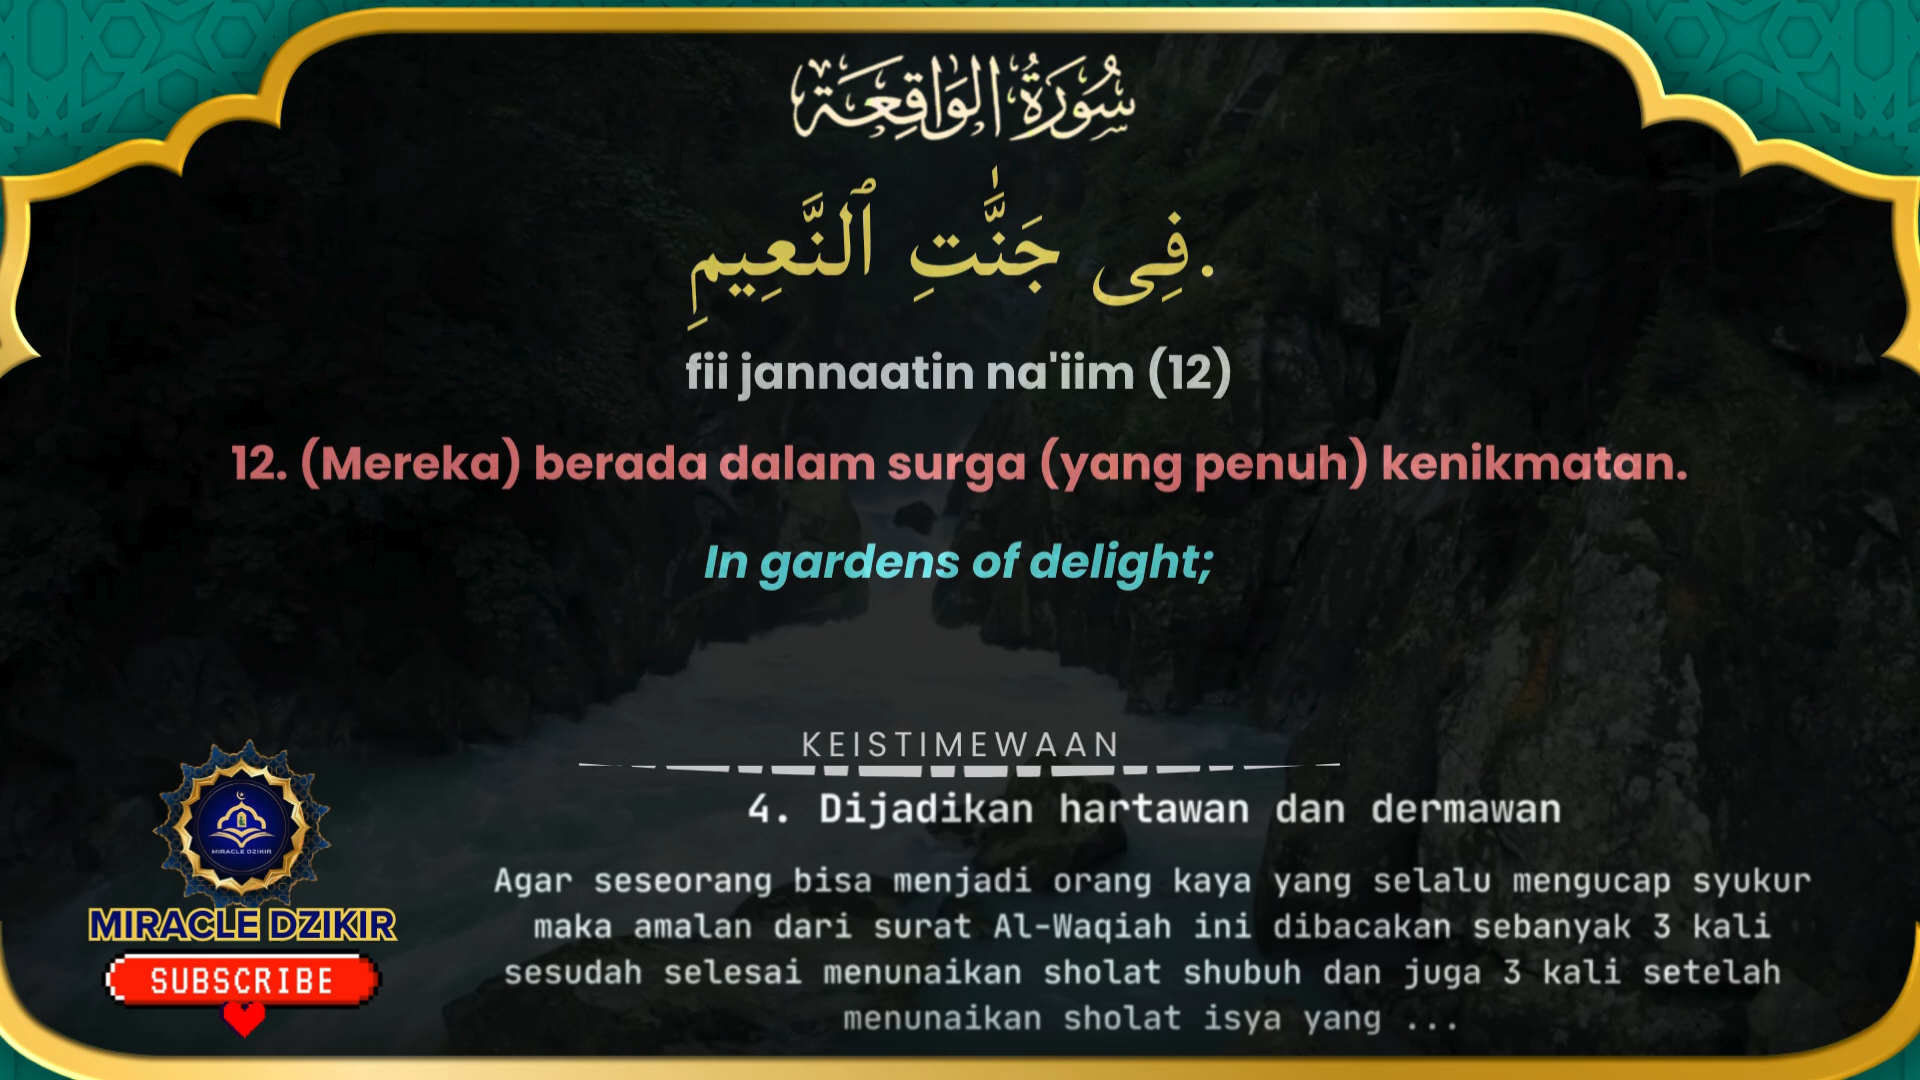 سُورَةُ الْوَاقِعَة
فِى جَنَّٰتِ ٱلنَّعِيمِ.
fii jannaatin na'iim (12)
12. (Mereka) berada dalam surga (yang penuh) kenikmatan.
In gardens of delight;
KEISTIMEWAAN
4. Dijadikan hartawan dan dermawan
Agar seseorang bisa menjadi orang kaya yang selalu mengucap syukur
maka amalan dari surat Al-Waqiah ini dibacakan sebanyak 3 kali
sesudah selesai menunaikan sholat shubuh dan juga 3 kali setelah
menunaikan sholat isya yang ...
MIRACLE DZIKIR
MIRACLE DZIKIR
SUBSCRIBE